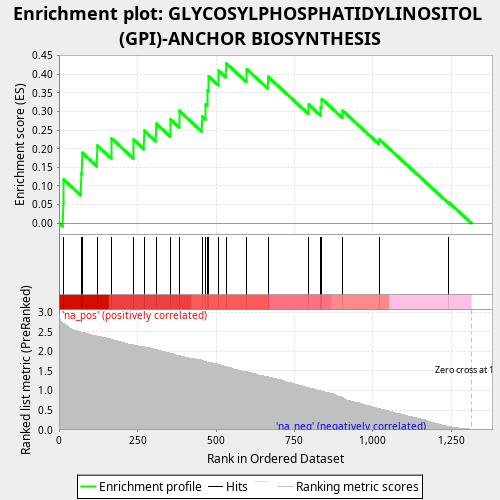 Enrichment plot: GLYCOSYLPHOSPHATIDYLINOSITOL
(GPI)-ANCHOR BIOSYNTHESIS
Enrichment score (ES)
0.45
0.40
0.35
0.30
0.25
0.20
0.15
0.10
0.05
0.00
'na_pos' (positively correlated)
Ranked list metric (PreRanked)
3.0
2.5
2.0
1.5
1.0
0.5
0.0
Zero cross at 1
'na_neg' (negatively correlated)
0
250
500
750
1,000
1,250
Rank in Ordered Dataset
Enrichment profile
Hits
Ranking metric scores